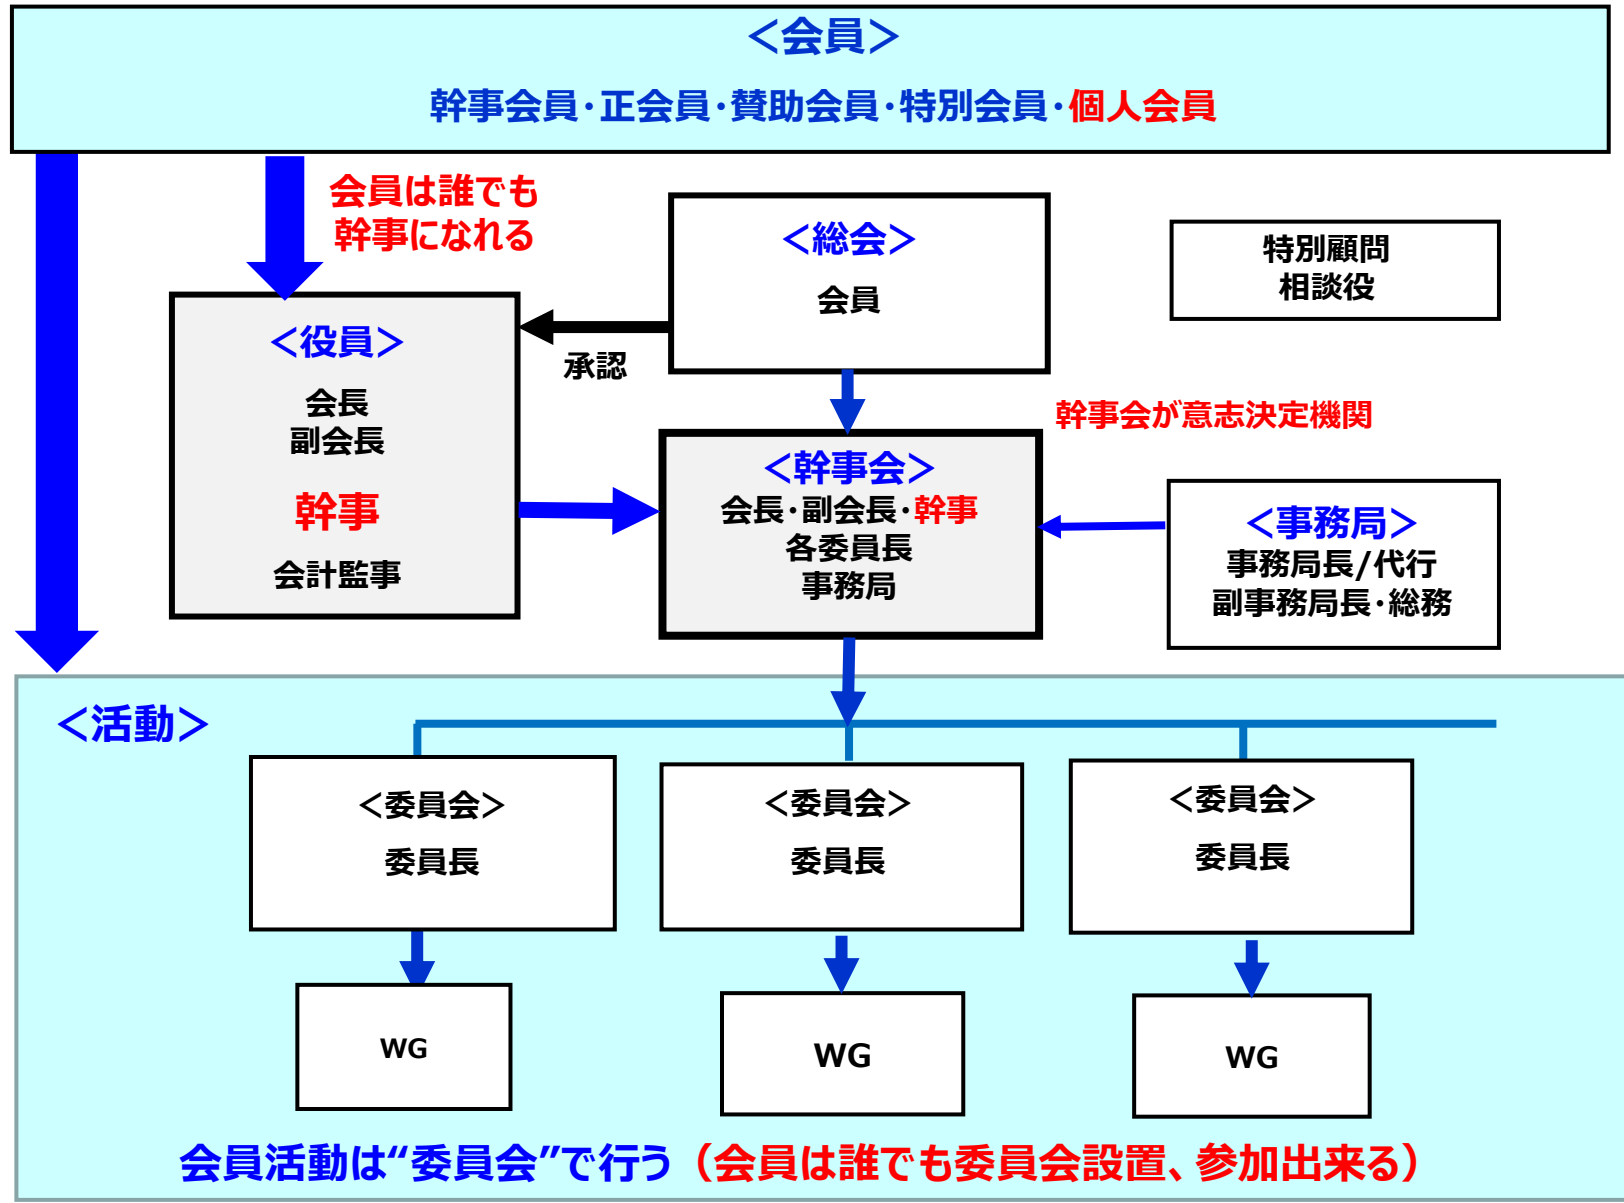 ＜会員＞
幹事会員・正会員・賛助会員・特別会員・個人会員
会員は誰でも
幹事になれる
＜総会＞
会員
特別顧問
相談役
＜役員＞
会長
副会長
幹事
会計監事
承認
幹事会が意志決定機関
＜幹事会＞
会長・副会長・幹事
各委員長
事務局
＜事務局＞
事務局長/代行
副事務局長・総務
＜活動＞
＜委員会＞
委員長
＜委員会＞
委員長
＜委員会＞
委員長
WG
WG
WG
会員活動は“委員会”で行う（会員は誰でも委員会設置、参加出来る）